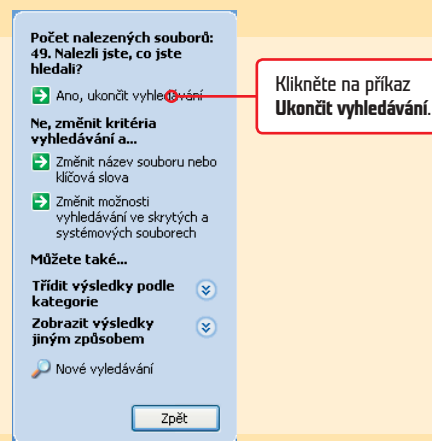 Počet nalezených souborů:
49. Nalezli jste, co jste
hledali?
Ano, ukončit vyhledávání
Ne, změnit kritéria
vyhledávání a...
Změnit název souboru nebo
klíčová slova
Změnit možnosti
vyhledávání ve skrytých a
systémových souborech
Můžete také...
Třídit výsledky podle
kategorie
Zobrazit výsledky
jiným způsobem
Nové vyledávání
Zpět
Klikněte na příkaz
Ukončit vyhledávání.